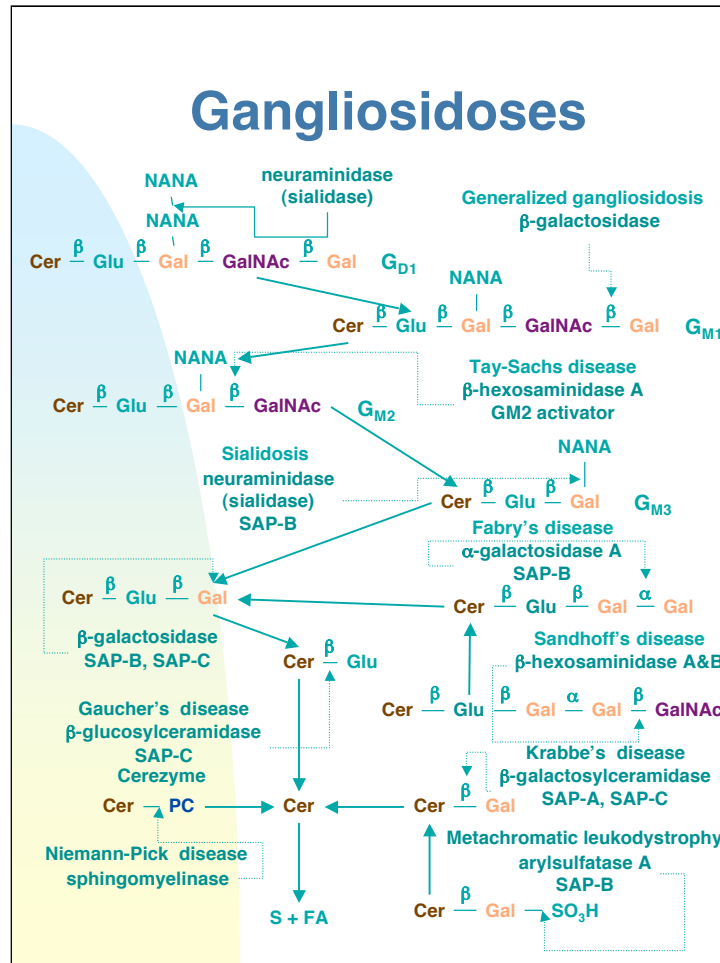 Gangliosidoses
NANA
neuraminidase
(sialidase)
NANA
β β β β
Cer – Glu – Gal – GalNAc – Gal G_D1
Generalized gangliosidosis
β-galactosidase
NANA
β β β β
Cer – Glu – Gal – GalNAc – Gal G_M1
NANA
β β β
Cer – Glu – Gal – GalNAc G_M2
Tay-Sachs disease
β-hexosaminidase A
GM2 activator
Sialidosis
neuraminidase
(sialidase)
SAP-B
NANA
β β
Cer – Glu – Gal G_M3
Fabry's disease
α-galactosidase A
SAP-B
β β
Cer – Glu – Gal
β β α
Cer – Glu – Gal – Gal
β-galactosidase
SAP-B, SAP-C
β
Cer – Glu
Sandhoff's disease
β-hexosaminidase A&B
β β α β
Cer – Glu – Gal – Gal – GalNAc
Gaucher's disease
β-glucosylceramidase
SAP-C
Cerezyme
Krabbe's disease
β-galactosylceramidase
SAP-A, SAP-C
Cer – PC
Cer
β
Cer – Gal
Niemann-Pick disease
sphingomyelinase
Metachromatic leukodystrophy
arylsulfatase A
SAP-B
S + FA
β
Cer – Gal – SO3H